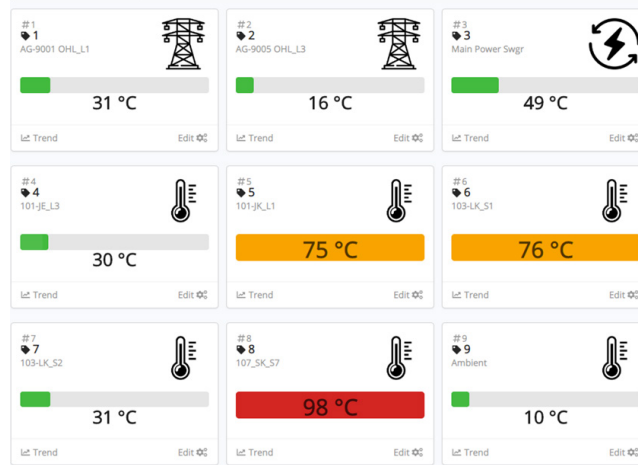 #1
1
AG-9001 OHL_L1
31 °C
Trend
Edit
#2
2
AG-9005 OHL_L3
16 °C
Trend
Edit
#3
3
Main Power Swgr
49 °C
Trend
Edit
#4
4
101-JE_L3
30 °C
Trend
Edit
#5
5
101-JK_L1
75 °C
Trend
Edit
#6
6
103-LK_S1
76 °C
Trend
Edit
#7
7
103-LK_S2
31 °C
Trend
Edit
#8
8
107_SK_S7
98 °C
Trend
Edit
#9
9
Ambient
10 °C
Trend
Edit